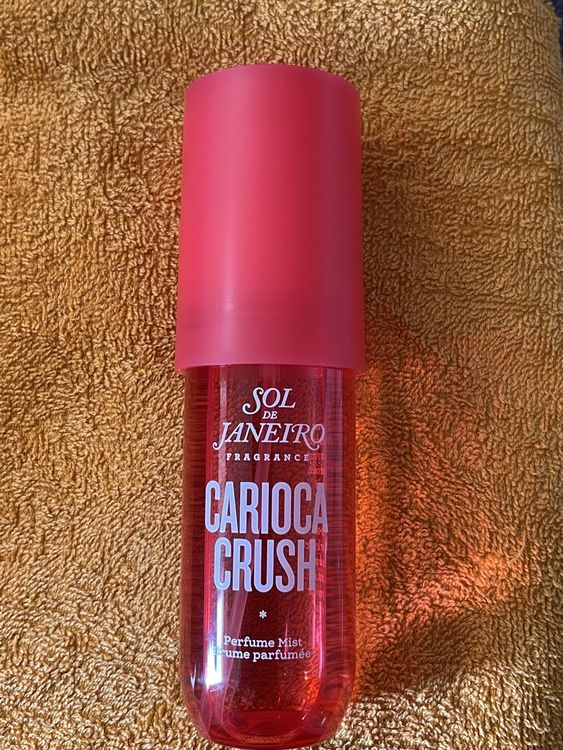 SOL
DE
JANEIRO
FRAGRANCE
CARIOCA
CRUSH
*
Perfume Mist
Brume parfumée